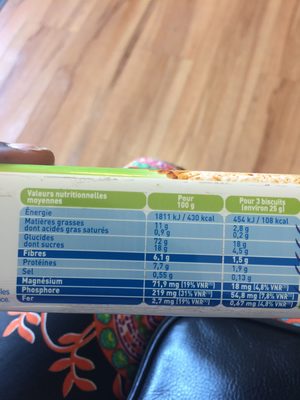 Valeurs nutritionnelles moyennes Pour 100 g Pour 3 biscuits (environ 25 g)
Énergie 1811 kJ / 430 kcal 454 kJ / 108 kcal
Matières grasses 11 g 2,8 g
dont acides gras saturés 0,9 g 0,2 g
Glucides 72 g 18 g
dont sucres 18 g 4,5 g
Fibres 6,1 g 1,5 g
Protéines 7,7 g 1,9 g
Sel 0,55 g 0,13 g
Magnésium 71,9 mg (19% VNR**) 18 mg (4,8% VNR**)
Phosphore 219 mg (31% VNR**) 54,8 mg (7,8% VNR**)
Fer 2,7 mg (19% VNR**) 0,67 mg (4,8% VNR**)